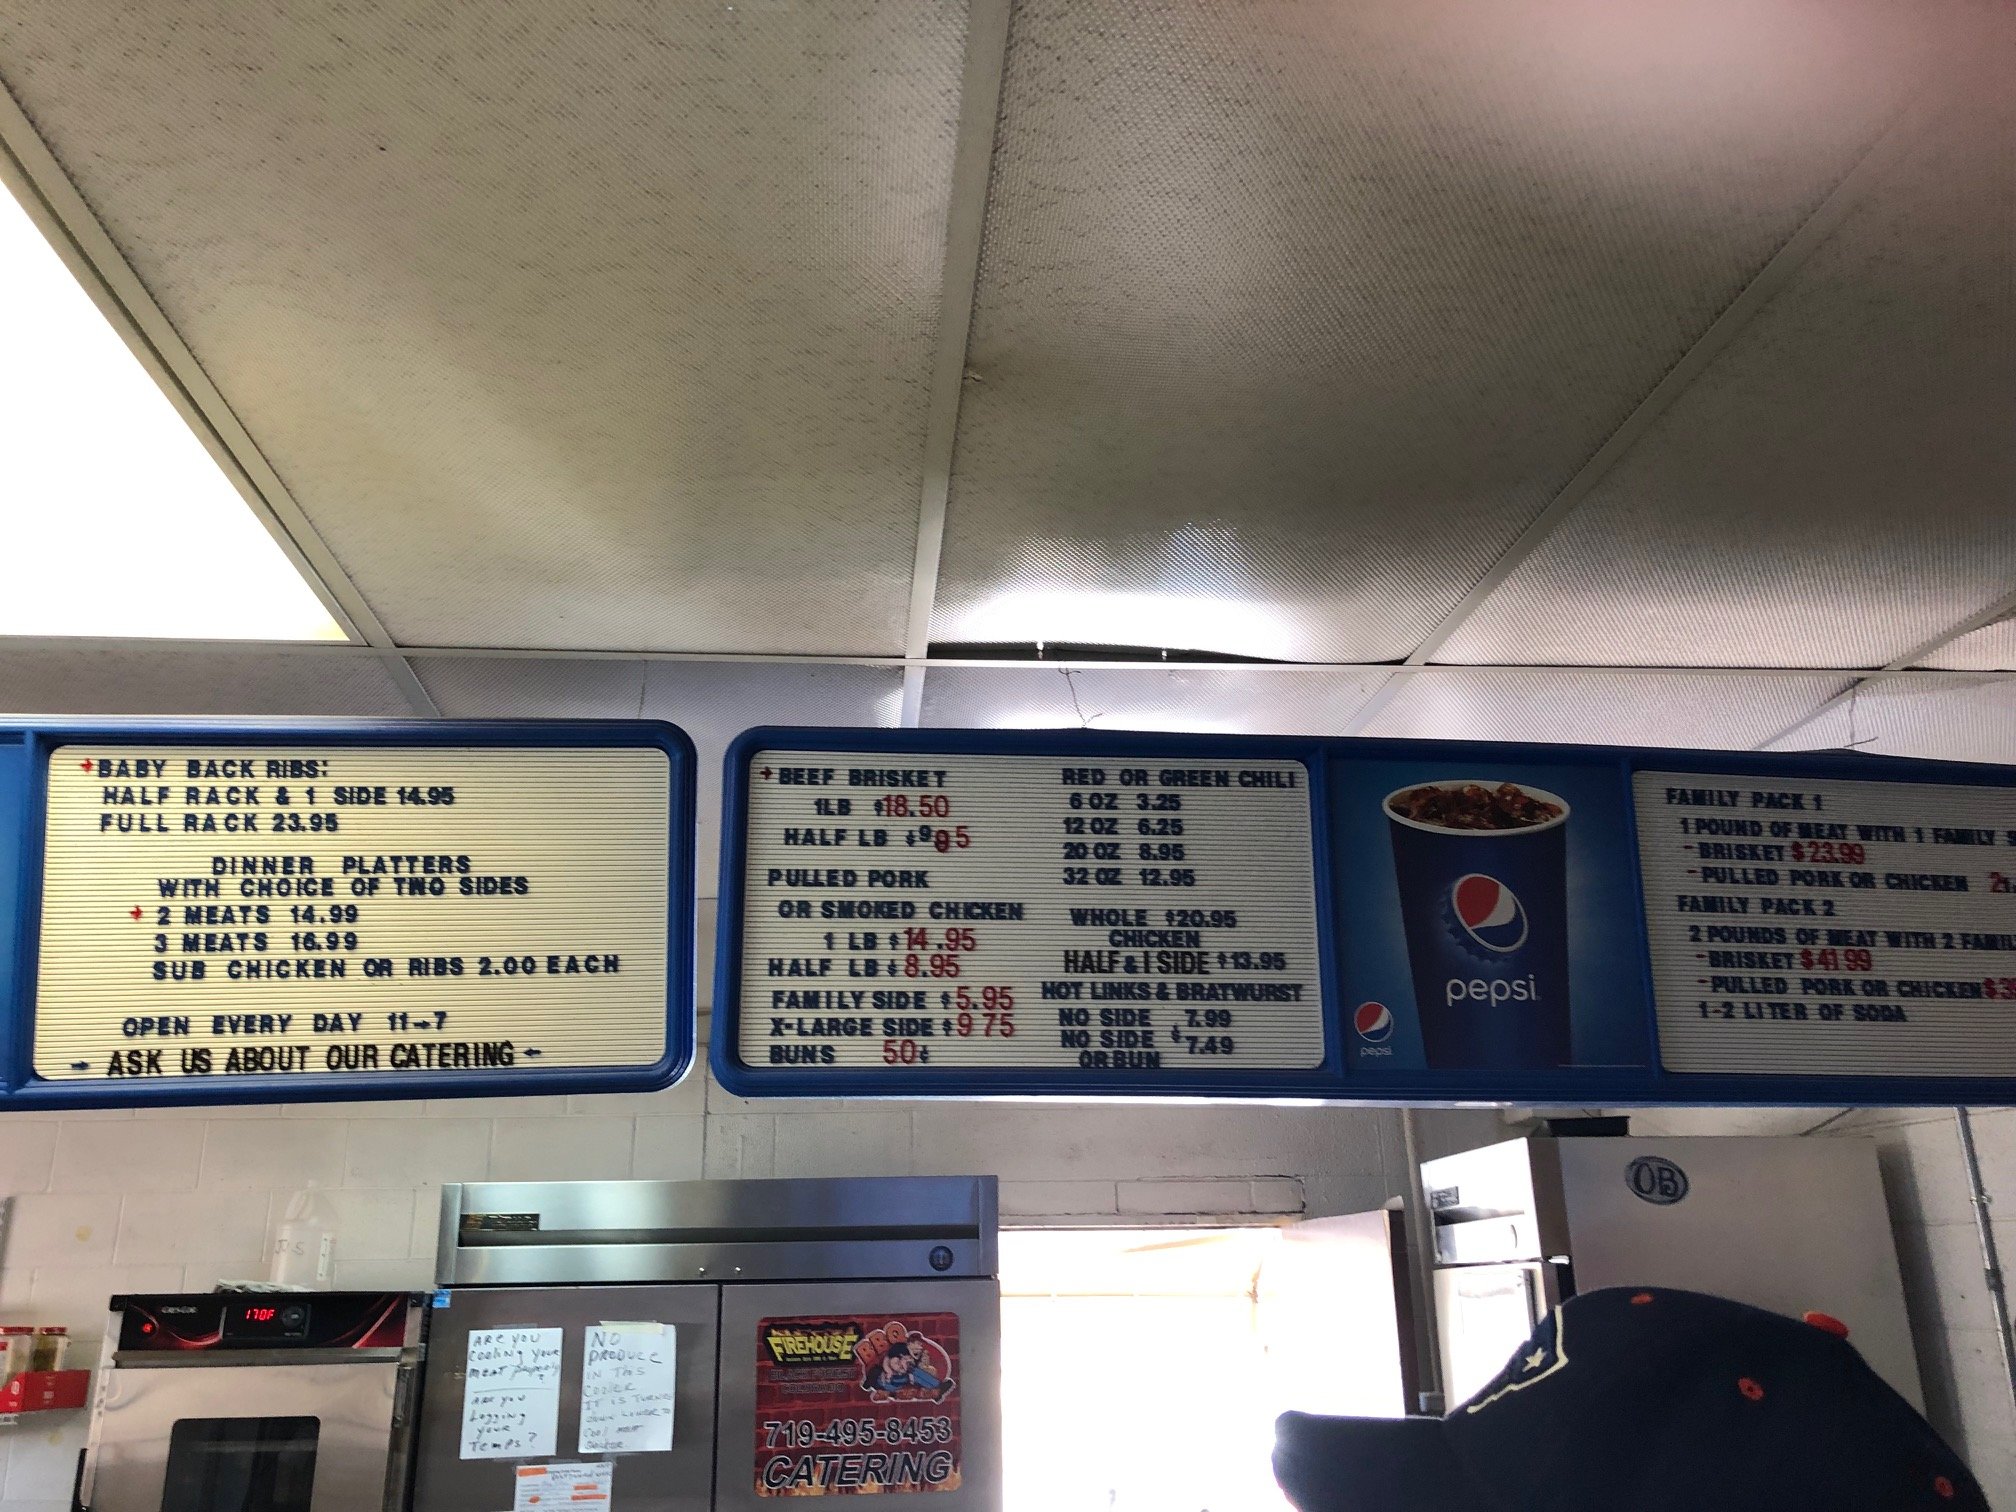 BABY BACK RIBS:
HALF RACK & 1 SIDE 14.95
FULL RACK 23.95
DINNER PLATTERS
WITH CHOICE OF TWO SIDES
2 MEATS 14.99
3 MEATS 16.99
SUB CHICKEN OR RIBS 2.00 EACH
OPEN EVERY DAY 11→7
→ ASK US ABOUT OUR CATERING ←
BEEF BRISKET
1LB $18.50
HALF LB $9.95
PULLED PORK
OR SMOKED CHICKEN
1 LB $14.95
HALF LB $8.95
FAMILY SIDE $5.95
X-LARGE SIDE $9 75
BUNS 50¢
RED OR GREEN CHILI
6 OZ 3.25
12 OZ 6.25
20 OZ 8.95
32 OZ 12.95
WHOLE $20.95
CHICKEN
HALF & 1 SIDE $13.95
HOT LINKS & BRATWURST
NO SIDE 7.99
NO SIDE $7.49
OR BUN
pepsi
pepsi
FAMILY PACK 1
1 POUND OF MEAT WITH 1 FAMILY
- BRISKET $23.99
- PULLED PORK OR CHICKEN
FAMILY PACK 2
2 POUNDS OF MEAT WITH 2
- BRISKET $41 99
- PULLED PORK OR CHICKEN
1-2 LITER OF SODA
OB
170F
ARE YOU
cooling your
meat properly
are you
Logging
your
Temps?
NO
PRODUCE
IN THIS
COOLER
IT IS
FIREHOUSE
BBQ
BLACK FOREST
COLORADO
719-495-8453
CATERING